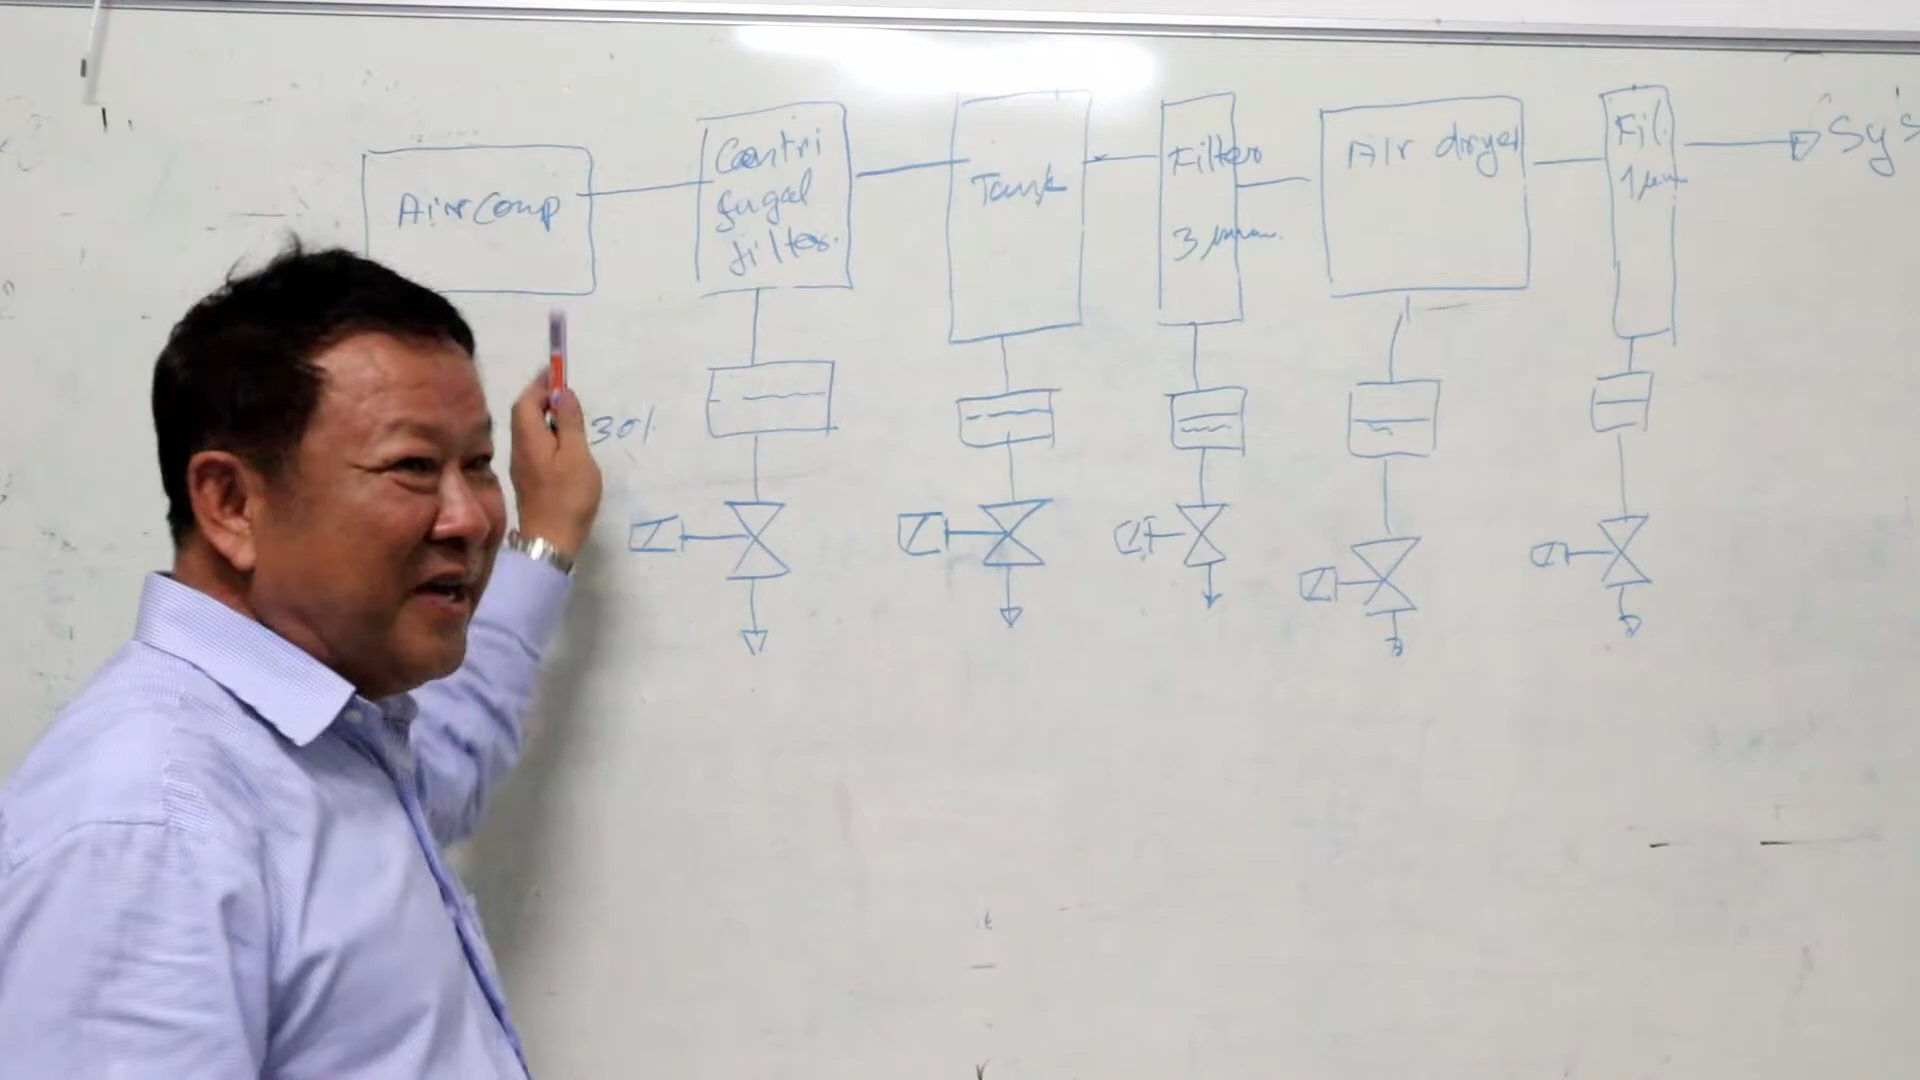 Air Comp
Centri
fugal
filter.
Tank
Filter
3 μm
Air dryer
Fil.
1 μm
Sys
30%